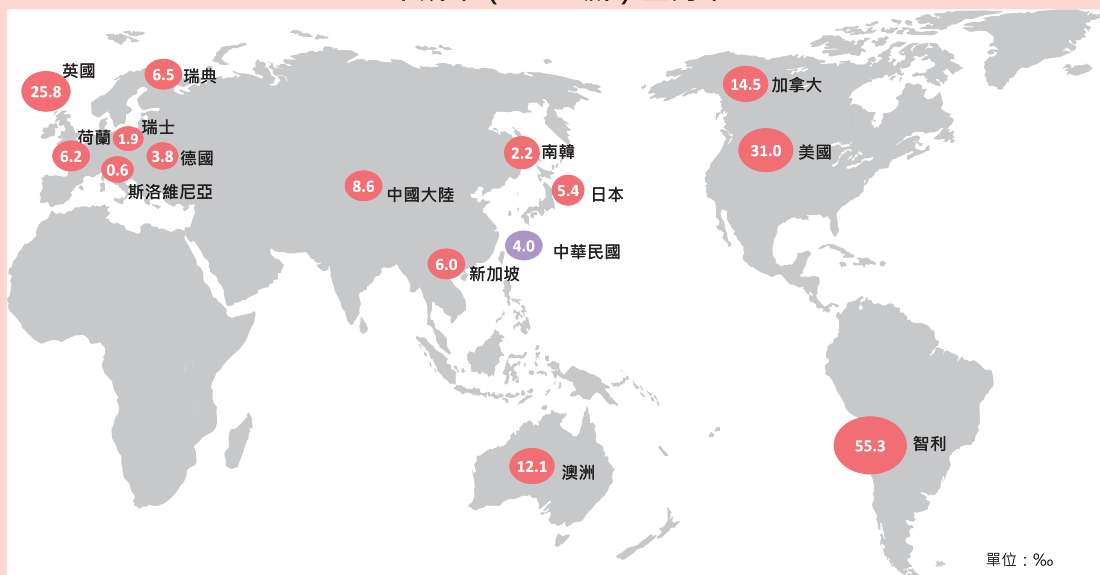 英國
25.8
6.5 瑞典
瑞士
荷蘭
1.9
6.2
3.8 德國
0.6
斯洛維尼亞
8.6 中國大陸
2.2 南韓
5.4 日本
4.0 中華民國
6.0 新加坡
14.5 加拿大
31.0 美國
12.1 澳洲
55.3 智利
單位：‰